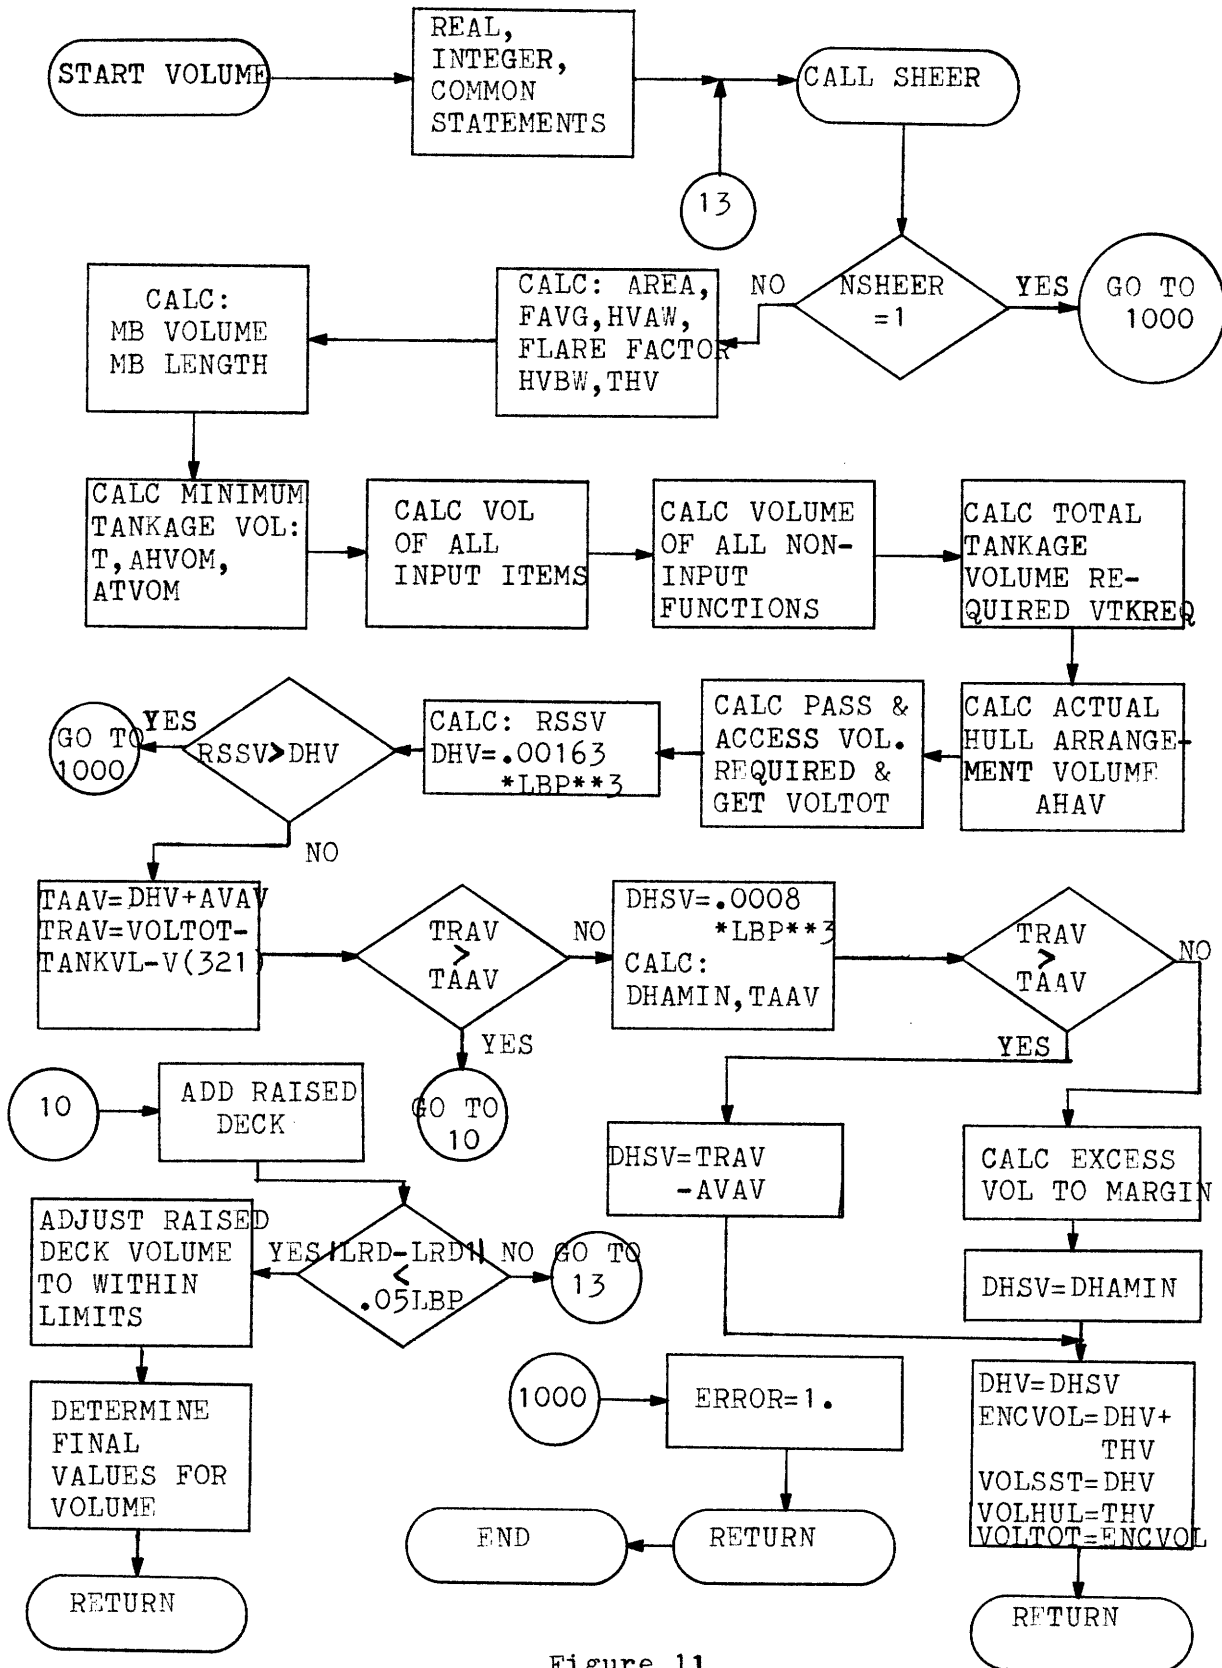 START VOLUME
REAL,
INTEGER,
COMMON
STATEMENTS
CALL SHEER
13
NSHEER
=1
YES
GO TO
1000
NO
CALC: AREA,
FAVG,HVAW,
FLARE FACTOR
HVBW,THV
CALC:
MB VOLUME
MB LENGTH
CALC MINIMUM
TANKAGE VOL:
T,AHVOM,
ATVOM
CALC VOL
OF ALL
INPUT ITEMS
CALC VOLUME
OF ALL NON-
INPUT
FUNCTIONS
CALC TOTAL
TANKAGE
VOLUME RE-
QUIRED VTKREQ
CALC ACTUAL
HULL ARRANGE-
MENT VOLUME
AHAV
CALC PASS &
ACCESS VOL.
REQUIRED &
GET VOLTOT
CALC: RSSV
DHV=.00163
*LBP**3
RSSV>DHV
YES
GO TO
1000
NO
TAAV=DHV+AVAV
TRAV=VOLTOT-
TANKVL-V(321)
TRAV
>
TAAV
NO
YES
GO TO
10
DHSV=.0008
*LBP**3
CALC:
DHAMIN,TAAV
TRAV
>
TAAV
NO
YES
10
ADD RAISED
DECK
DHSV=TRAV
-AVAV
CALC EXCESS
VOL TO MARGIN
DHSV=DHAMIN
|LRD-LRD1|
<
.05LBP
YES
NO
GO TO
13
ADJUST RAISED
DECK VOLUME
TO WITHIN
LIMITS
DETERMINE
FINAL
VALUES FOR
VOLUME
RETURN
1000
ERROR=1.
RETURN
END
DHV=DHSV
ENCVOL=DHV+
THV
VOLSST=DHV
VOLHUL=THV
VOLTOT=ENCVOL
RETURN
Figure 11